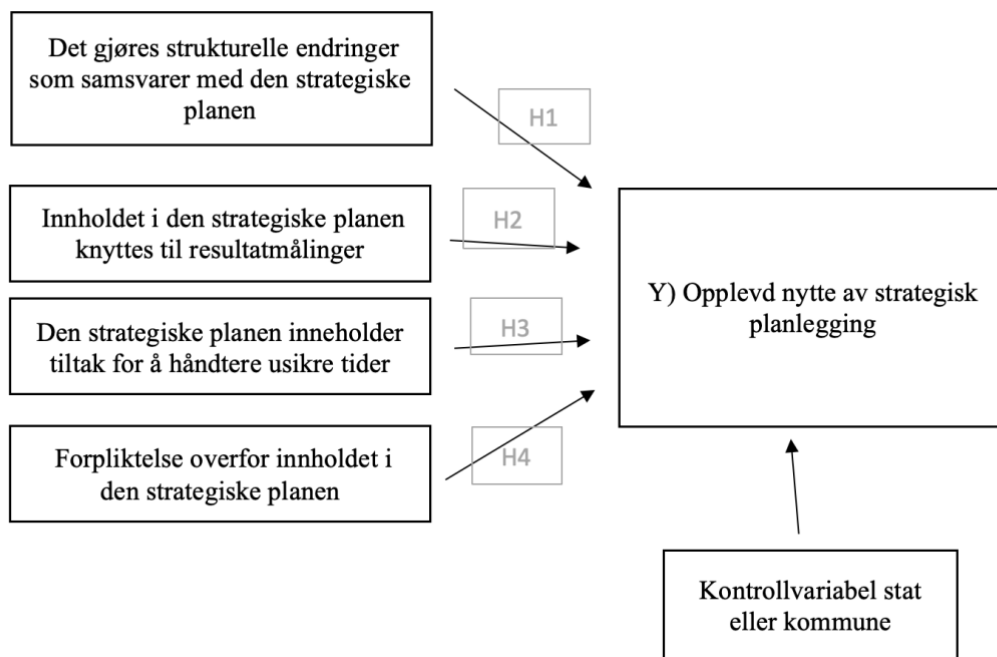 Det gjøres strukturelle endringer
som samsvarer med den strategiske
planen
H1
Innholdet i den strategiske planen
knyttes til resultatmålinger
H2
Den strategiske planen inneholder
tiltak for å håndtere usikre tider
H3
Forpliktelse overfor innholdet i
den strategiske planen
H4
Y) Opplevd nytte av strategisk
planlegging
Kontrollvariabel stat
eller kommune